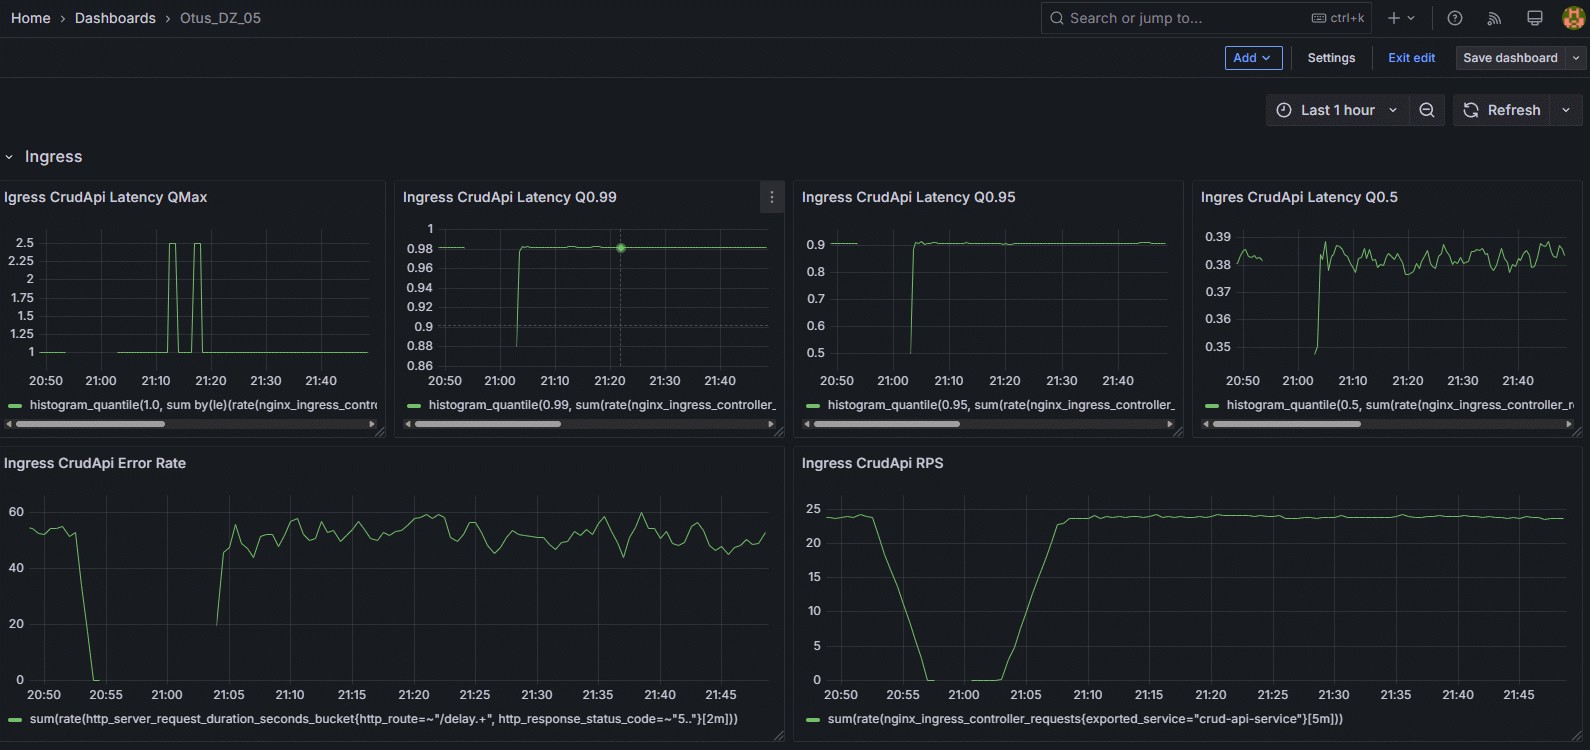 Home > Dashboards > Otus_DZ_05
Search or jump to... ctrl+k
Add Settings Exit edit Save dashboard
Last 1 hour Refresh
Ingress
Igress CrudApi Latency QMax
2.5
2.25
2
1.75
1.5
1.25
1
20:50 21:00 21:10 21:20 21:30 21:40
histogram_quantile(1.0, sum by(le)(rate(nginx_ingress_contr
Ingress CrudApi Latency Q0.99
1
0.98
0.96
0.94
0.92
0.9
0.88
0.86
20:50 21:00 21:10 21:20 21:30 21:40
histogram_quantile(0.99, sum(rate(nginx_ingress_controller_
Ingress CrudApi Latency Q0.95
0.9
0.8
0.7
0.6
0.5
20:50 21:00 21:10 21:20 21:30 21:40
histogram_quantile(0.95, sum(rate(nginx_ingress_controller_
Ingres CrudApi Latency Q0.5
0.39
0.38
0.37
0.36
0.35
20:50 21:00 21:10 21:20 21:30 21:40
histogram_quantile(0.5, sum(rate(nginx_ingress_controller_r
Ingress CrudApi Error Rate
60
40
20
0
20:50 20:55 21:00 21:05 21:10 21:15 21:20 21:25 21:30 21:35 21:40 21:45
sum(rate(http_server_request_duration_seconds_bucket{http_route=~"/delay.+", http_response_status_code=~"5.."}[2m]))
Ingress CrudApi RPS
25
20
15
10
5
0
20:50 20:55 21:00 21:05 21:10 21:15 21:20 21:25 21:30 21:35 21:40 21:45
sum(rate(nginx_ingress_controller_requests{exported_service="crud-api-service"}[5m]))